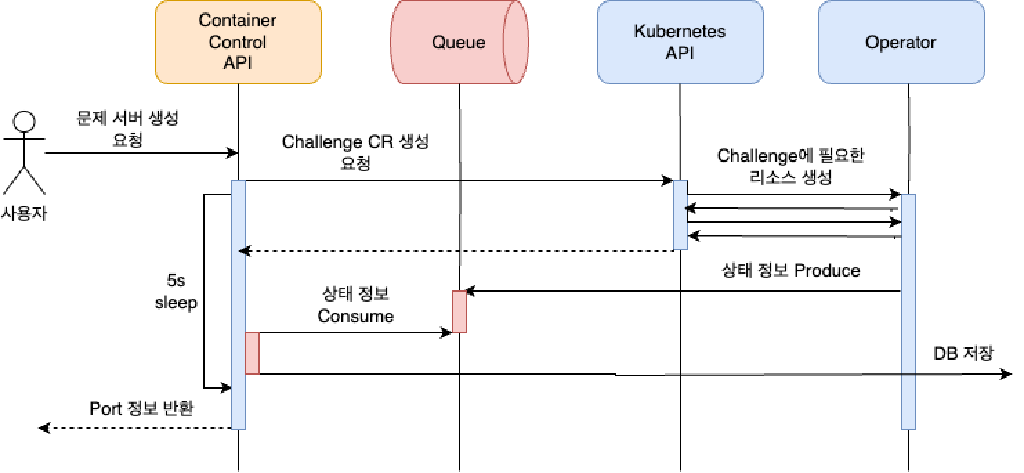 Container
Control
API
Queue
Kubernetes
API
Operator
문제 서버 생성
요청
사용자
Challenge CR 생성
요청
Challenge에 필요한
리소스 생성
상태 정보 Produce
5s
sleep
상태 정보
Consume
DB 저장
Port 정보 반환